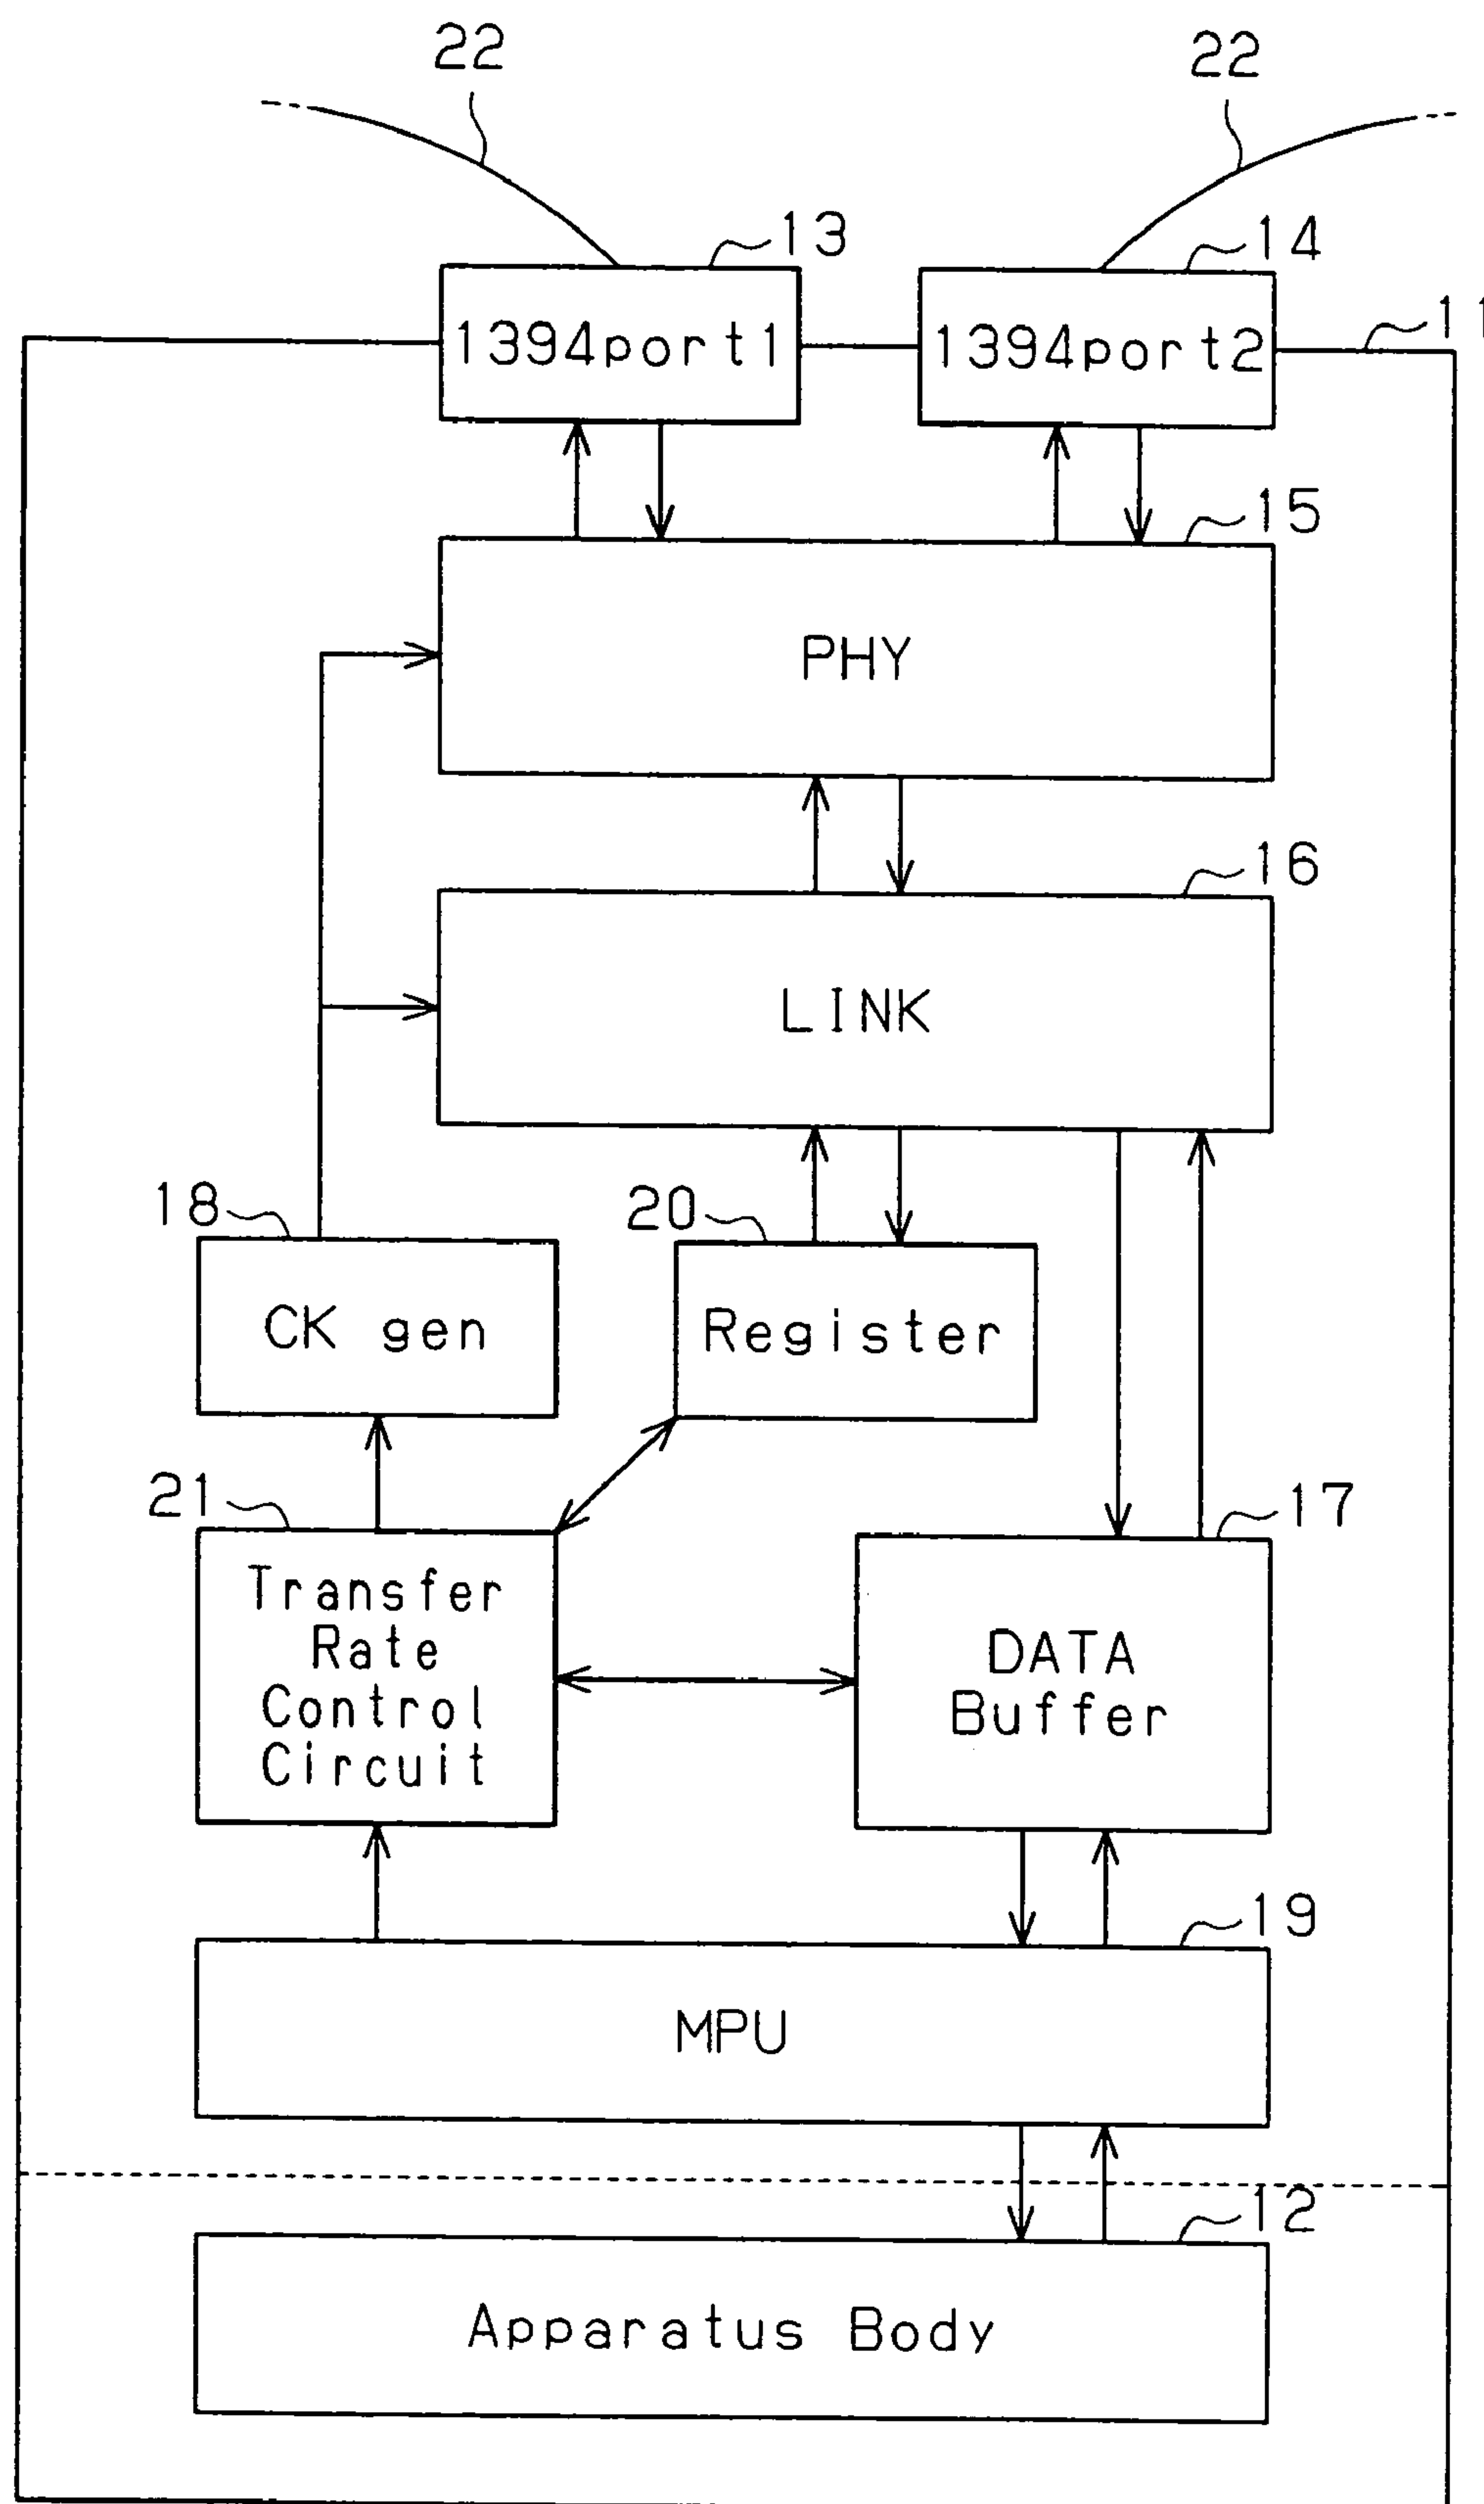 22
22
13
14
11
1394port1
1394port2
15
PHY
16
LINK
18
20
CK gen
Register
21
17
Transfer
Rate
Control
Circuit
DATA
Buffer
19
MPU
12
Apparatus Body